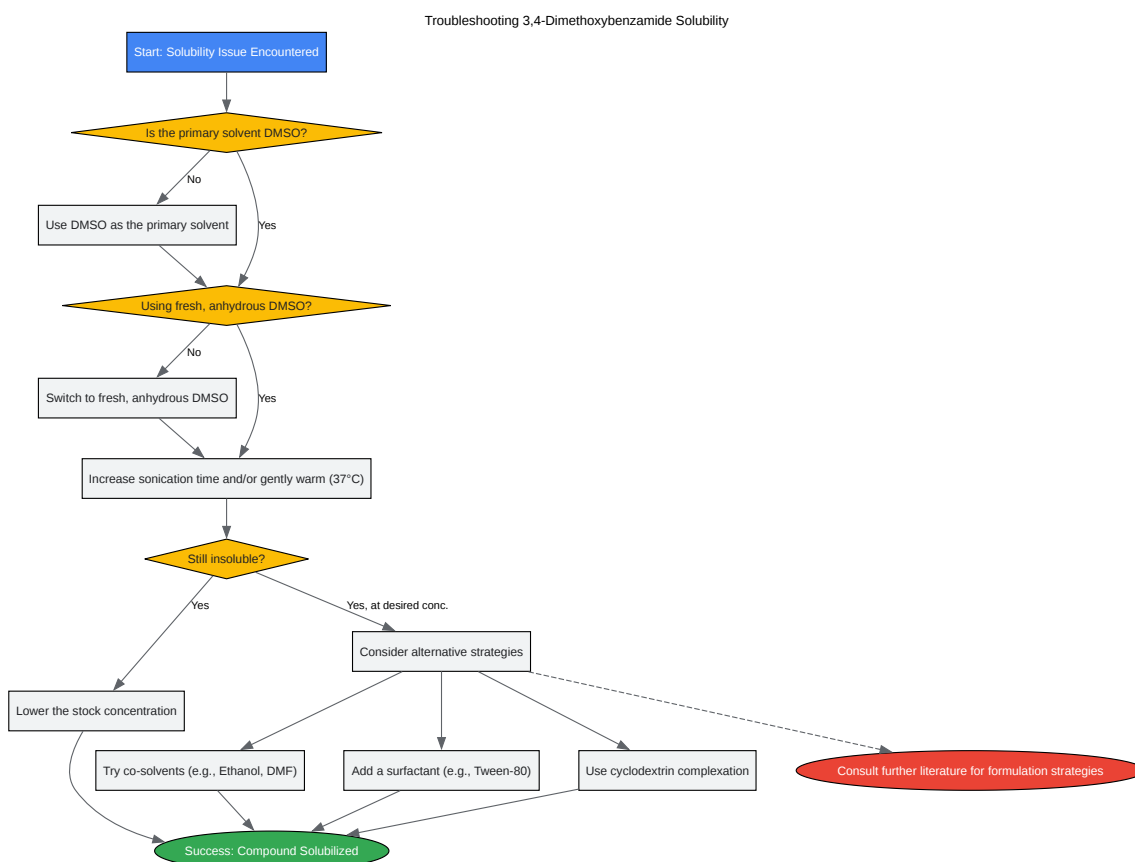 Troubleshooting 3,4-Dimethoxybenzamide Solubility
Start: Solubility Issue Encountered
Is the primary solvent DMSO?
No
Use DMSO as the primary solvent
Yes
Using fresh, anhydrous DMSO?
No
Switch to fresh, anhydrous DMSO
Yes
Increase sonication time and/or gently warm (37°C)
Still insoluble?
Yes
Yes, at desired conc.
Consider alternative strategies
Lower the stock concentration
Try co-solvents (e.g., Ethanol, DMF)
Add a surfactant (e.g., Tween-80)
Use cyclodextrin complexation
Consult further literature for formulation strategies
Success: Compound Solubilized